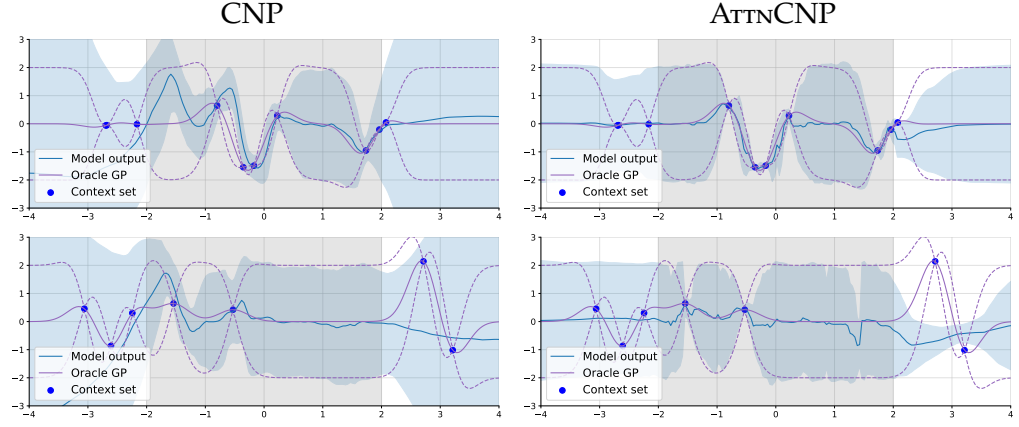 CNP
ATTNCNP
3
2
1
0
−1
−2
−3
Model output
Oracle GP
Context set
−4 −3 −2 −1 0 1 2 3 4
3
2
1
0
−1
−2
−3
Model output
Oracle GP
Context set
−4 −3 −2 −1 0 1 2 3 4
3
2
1
0
−1
−2
−3
Model output
Oracle GP
Context set
−4 −3 −2 −1 0 1 2 3 4
3
2
1
0
−1
−2
−3
Model output
Oracle GP
Context set
−4 −3 −2 −1 0 1 2 3 4